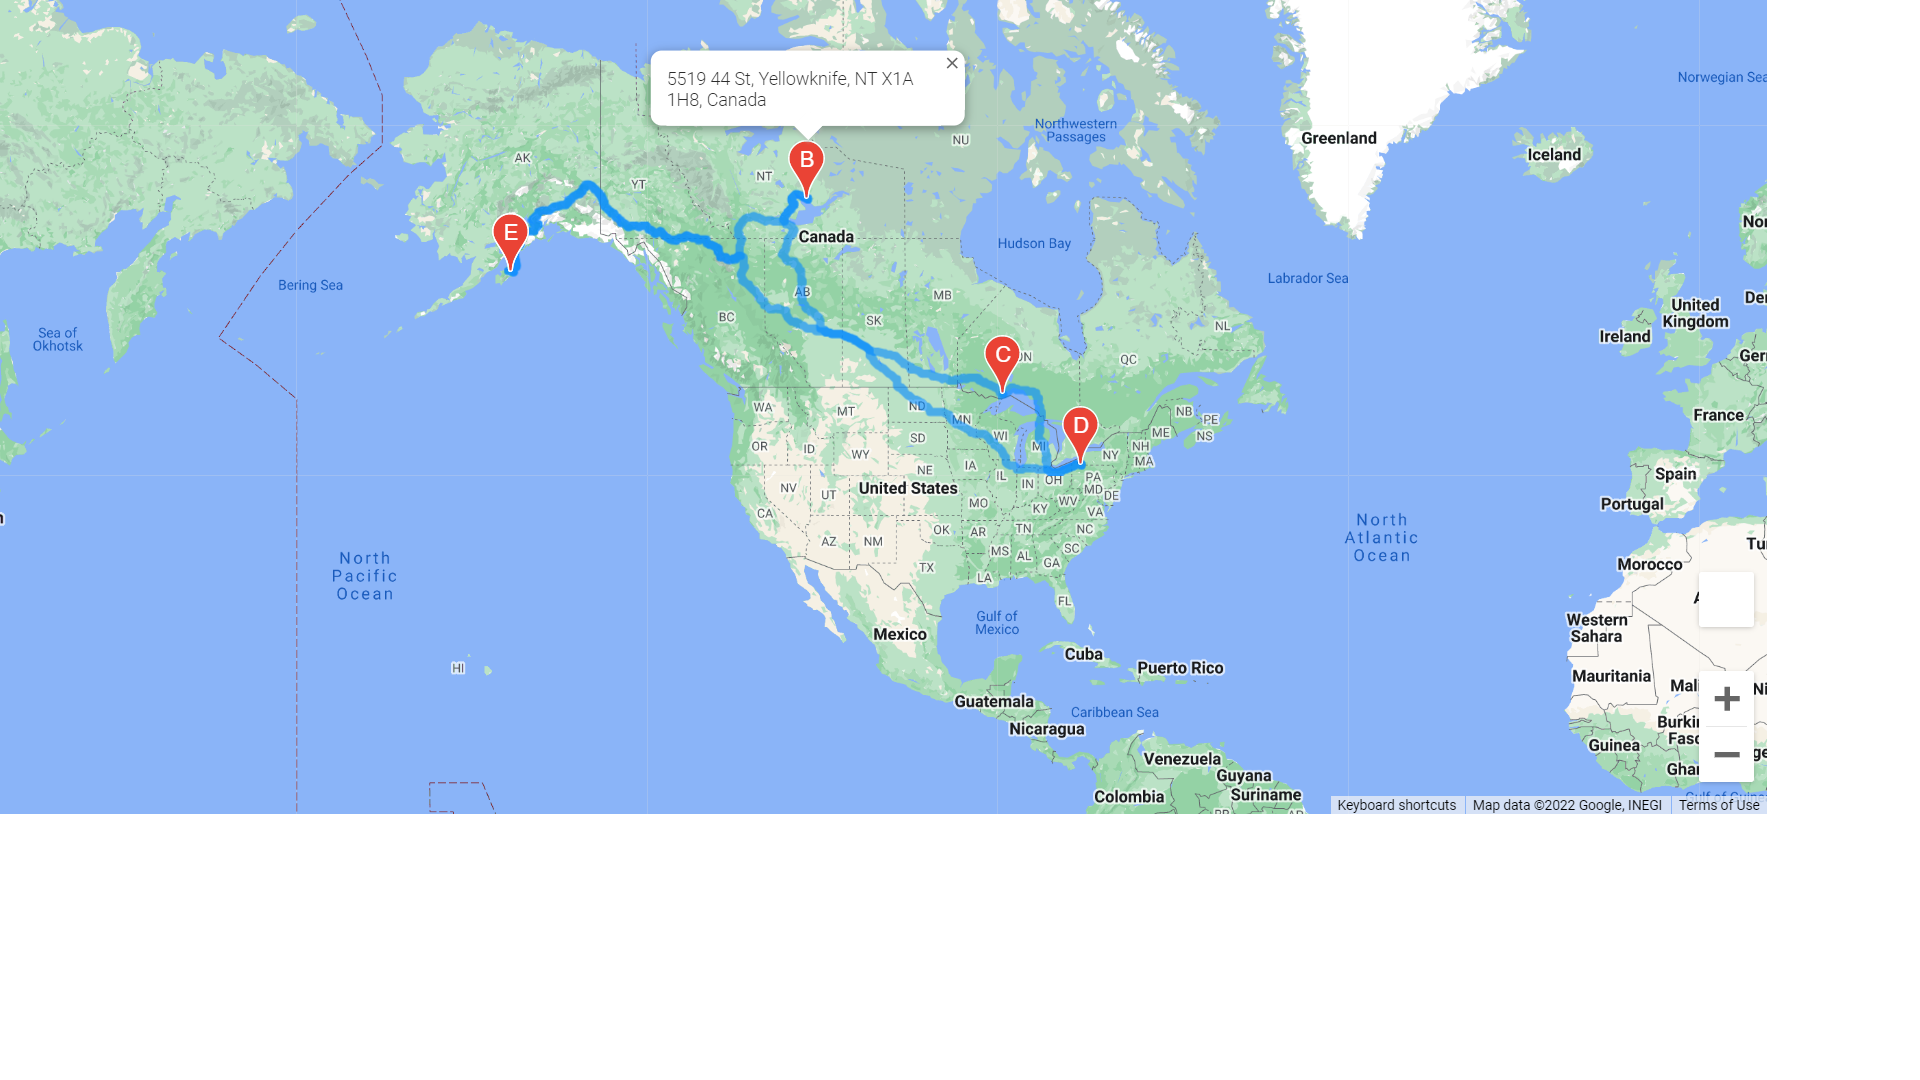 5519 44 St, Yellowknife, NT X1A
1H8, Canada
Norwegian Sea
Northwestern
Passages
NU
Greenland
Iceland
AK
B
NT
YT
E
Canada
Hudson Bay
Labrador Sea
Bering Sea
Sea of
Okhotsk
AB
MB
BC
SK
NL
United
Kingdom
Ireland
C
ON
QC
D
WA
MT
ND
MN
NB
PE
NS
ME
OR
ID
WY
SD
WI
MI
NY
NH
MA
France
NE
IA
IL
IN
OH
PA
MD
DE
NV
UT
United States
MO
KY
WV
VA
CA
AZ
NM
OK
AR
TN
NC
MS
AL
SC
GA
TX
LA
FL
Spain
Portugal
Morocco
North
Pacific
Ocean
North
Atlantic
Ocean
Gulf of
Mexico
Mexico
HI
Cuba
Puerto Rico
Western
Sahara
Mauritania
Mali
Guatemala
Caribbean Sea
Nicaragua
Guinea
Venezuela
Guyana
Suriname
Colombia
Keyboard shortcuts
Map data ©2022 Google, INEGI
Terms of Use